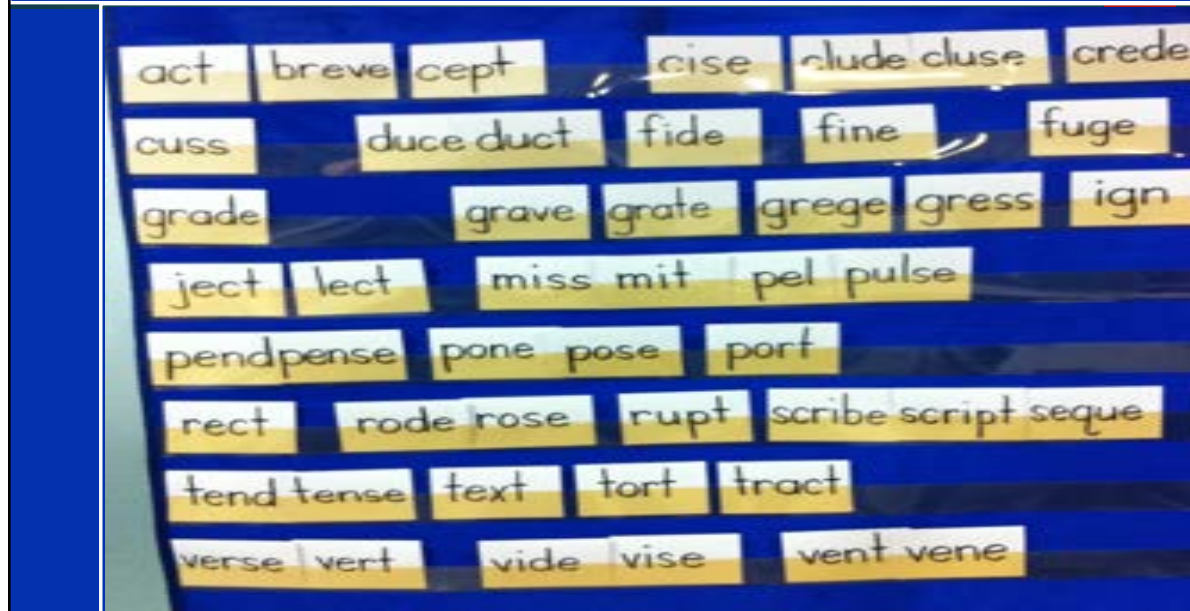 act breve cept cise clude cluse crede
cuss duce duct fide fine fuge
grade grave grate grege gress ign
ject lect miss mit pel pulse
pend pense pone pose port
rect rode rose rupt scribe script seque
tend tense text tort tract
verse vert vide vise vent vene